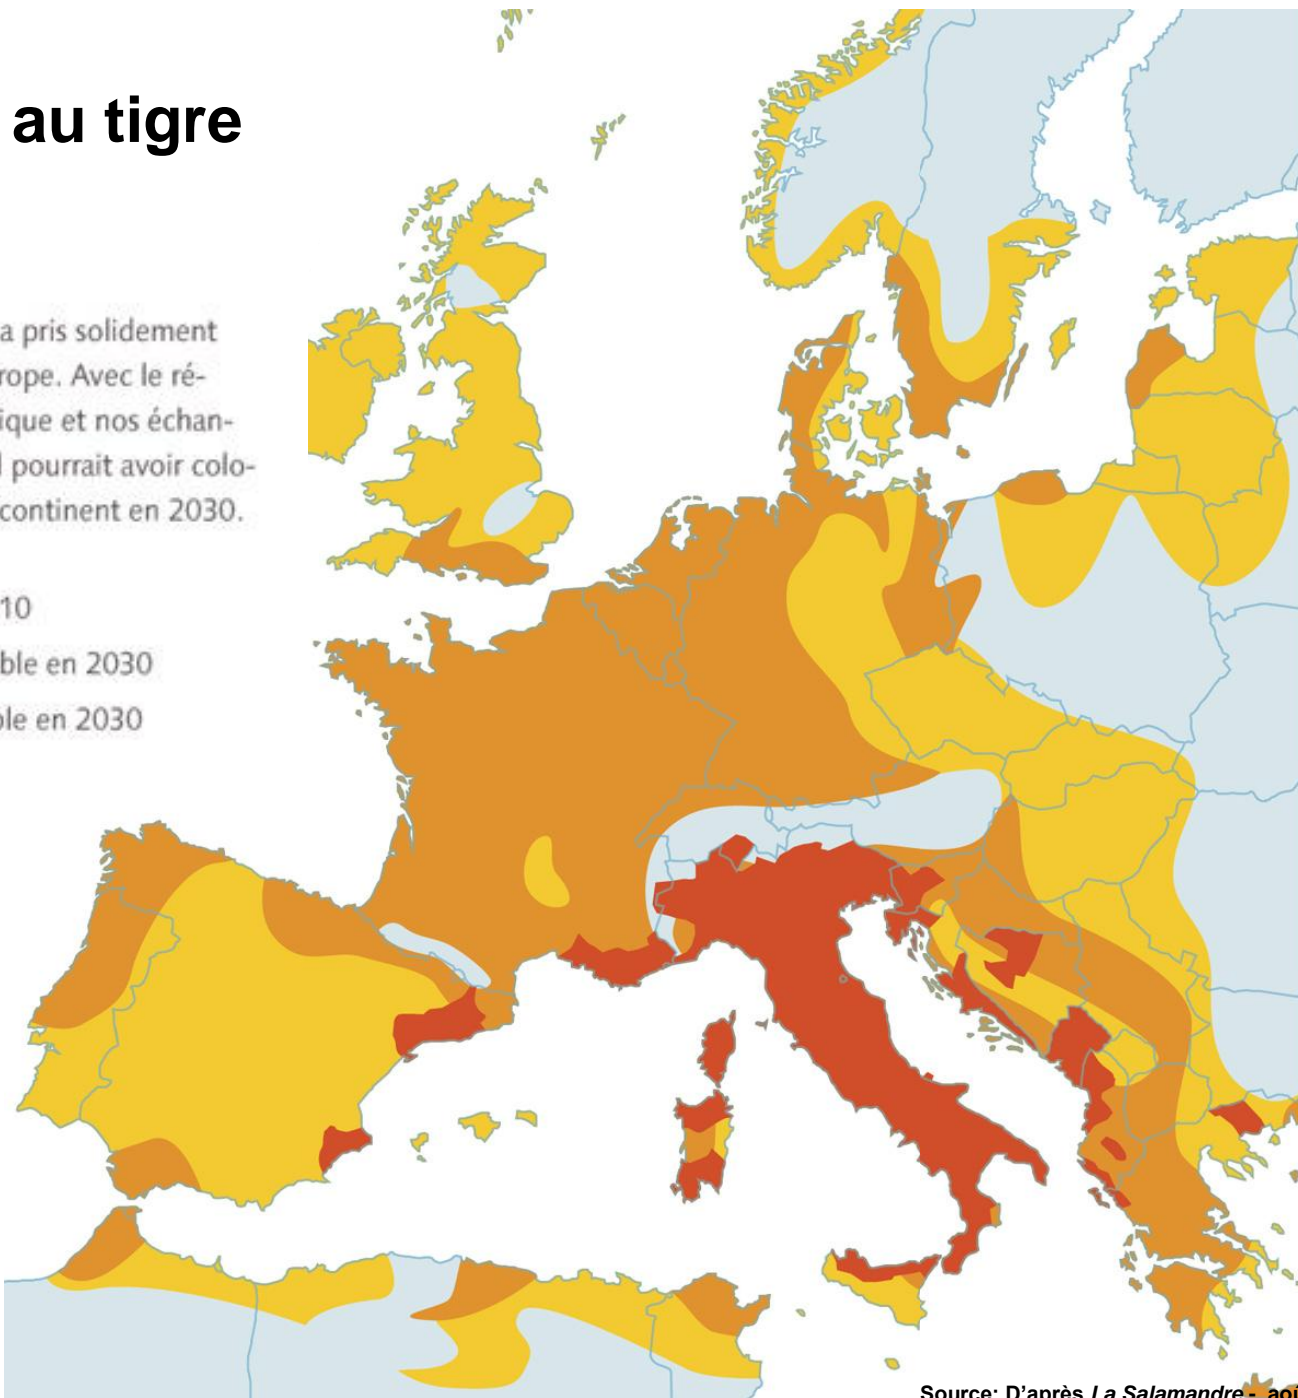 au tigre
a pris solidement
rope. Avec le ré-
ique et nos échan-
pourrait avoir colo-
continent en 2030.
10
ble en 2030
le en 2030
Source: D'après La Salamandre - aoû